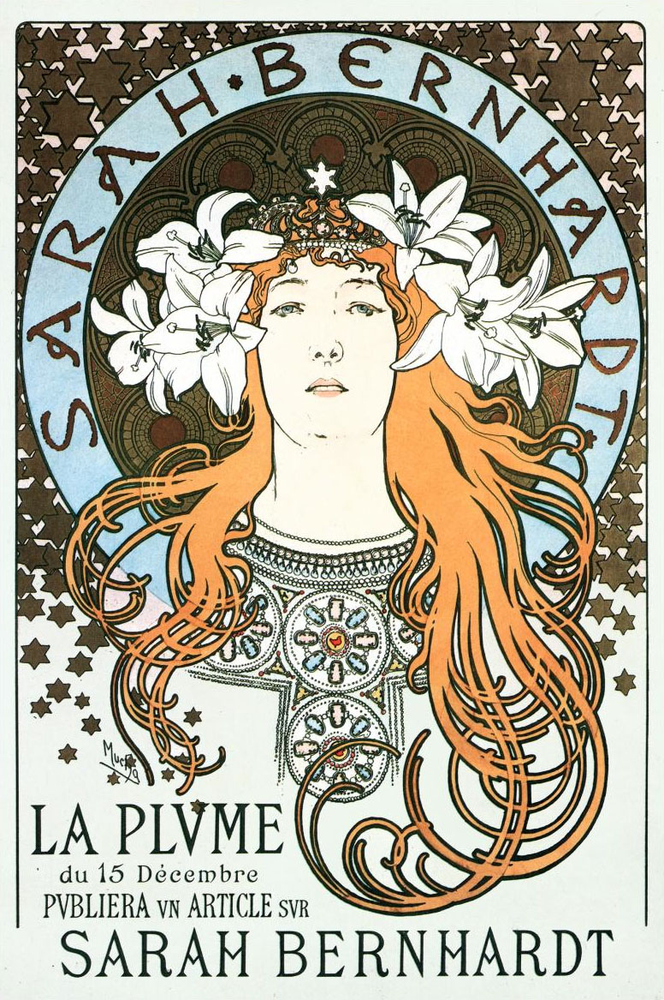 SARAH · BERNHARDT
Mucha
LA PLVME
du 15 Décembre
PVBLIERA VN ARTICLE SVR
SARAH BERNHARDT